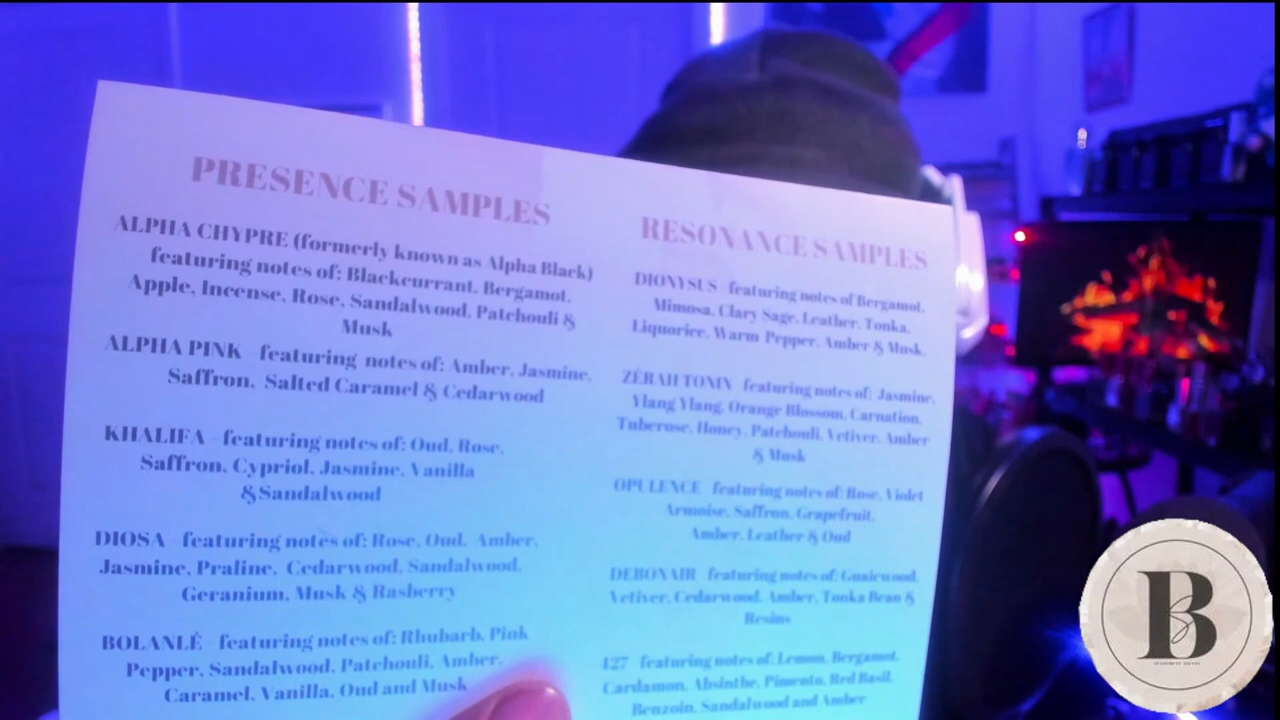 PRESENCE SAMPLES
ALPHA CHYPRE (formerly known as Alpha Black)
- featuring notes of: Blackcurrant, Bergamot,
Apple, Incense, Rose, Sandalwood, Patchouli &
Musk
ALPHA PINK featuring notes of: Amber, Jasmine,
Saffron, Salted Caramel & Cedarwood
KHALIFA - featuring notes of: Oud, Rose,
Saffron, Cypriol, Jasmine, Vanilla
&Sandalwood
DIOSA featuring notes of: Rose, Oud, Amber,
Jasmine, Praline, Cedarwood, Sandalwood,
Geranium, Musk & Rasberry
BOLANLÉ - featuring notes of: Rhubarb, Pink
Pepper, Sandalwood, Patchouli, Amber,
Caramel, Vanilla, Oud and Musk
RESONANCE SAMPLES
DIONYSUS featuring notes of Bergamot,
Mimosa, Clary Sage, Leather, Tonka,
Liquorice, Warm Pepper, Amber & Musk.
ZÉRAH TONIN featuring notes of: Jasmine,
Ylang Ylang, Orange Blossom, Carnation,
Tuberose, Honey, Patchouli, Vetiver, Amber
& Musk
OPULENCE featuring notes of: Rose, Violet
Armoise, Saffron, Grapefruit,
Amber, Leather & Oud
DEBONAIR featuring notes of: Guaicwood,
Vetiver, Cedarwood, Amber, Tonka Bean &
Resins
427 featuring notes of: Lemon, Bergamot,
Cardamon, Absinthe, Pimento, Red Basil,
Benzoin, Sandalwood and Amber
B